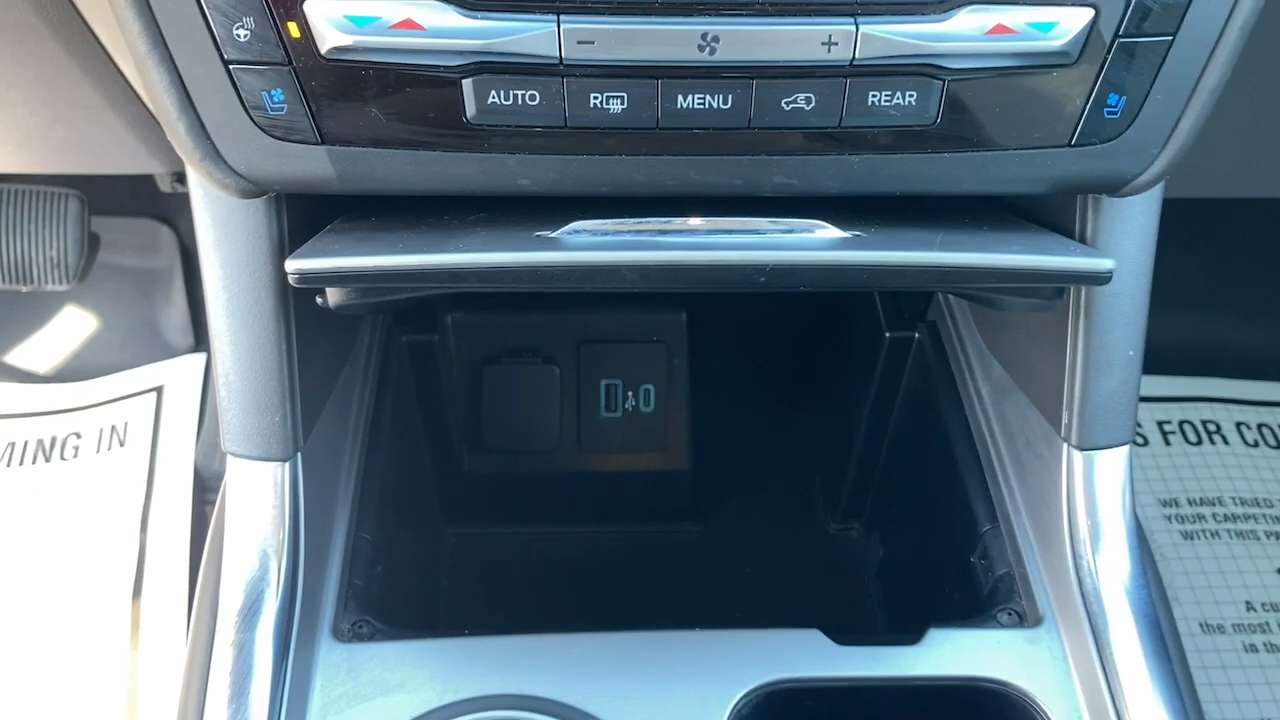 AUTO
R
MENU
REAR
MING IN
S FOR CO
WE HAVE TRIED
YOUR CARPETIN
WITH THIS PA
A cu
the most
in th